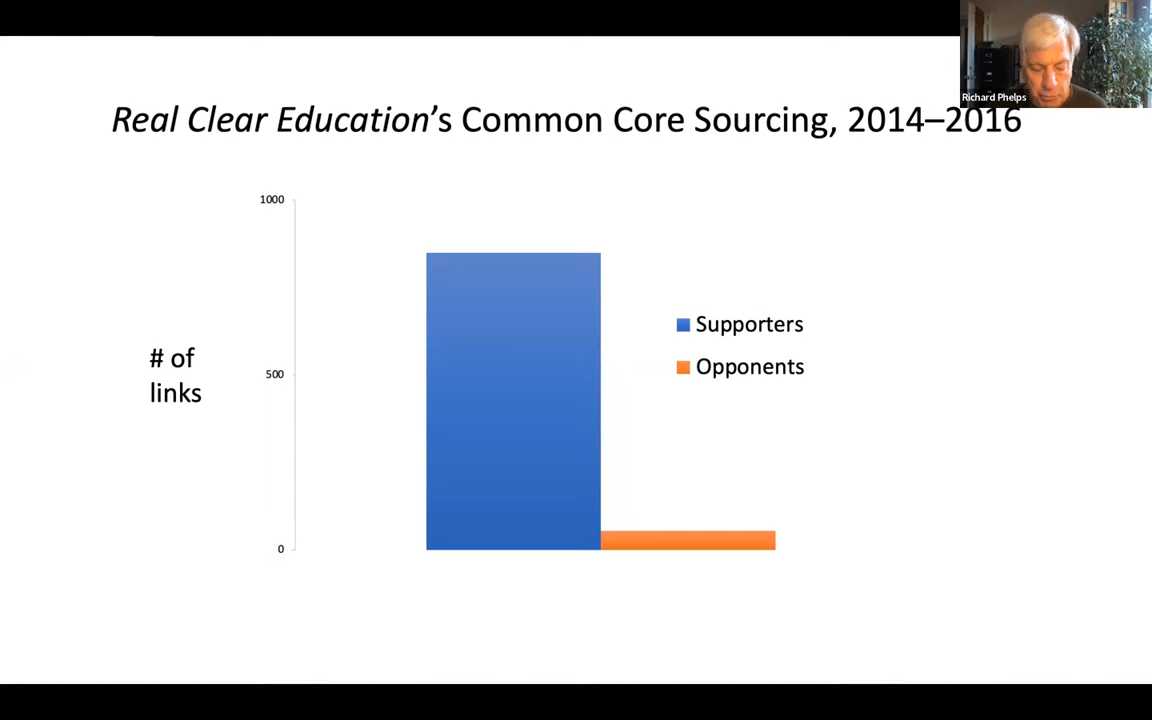 Richard Phelps
Real Clear Education’s Common Core Sourcing, 2014–2016
1000
# of
links
500
0
Supporters
Opponents